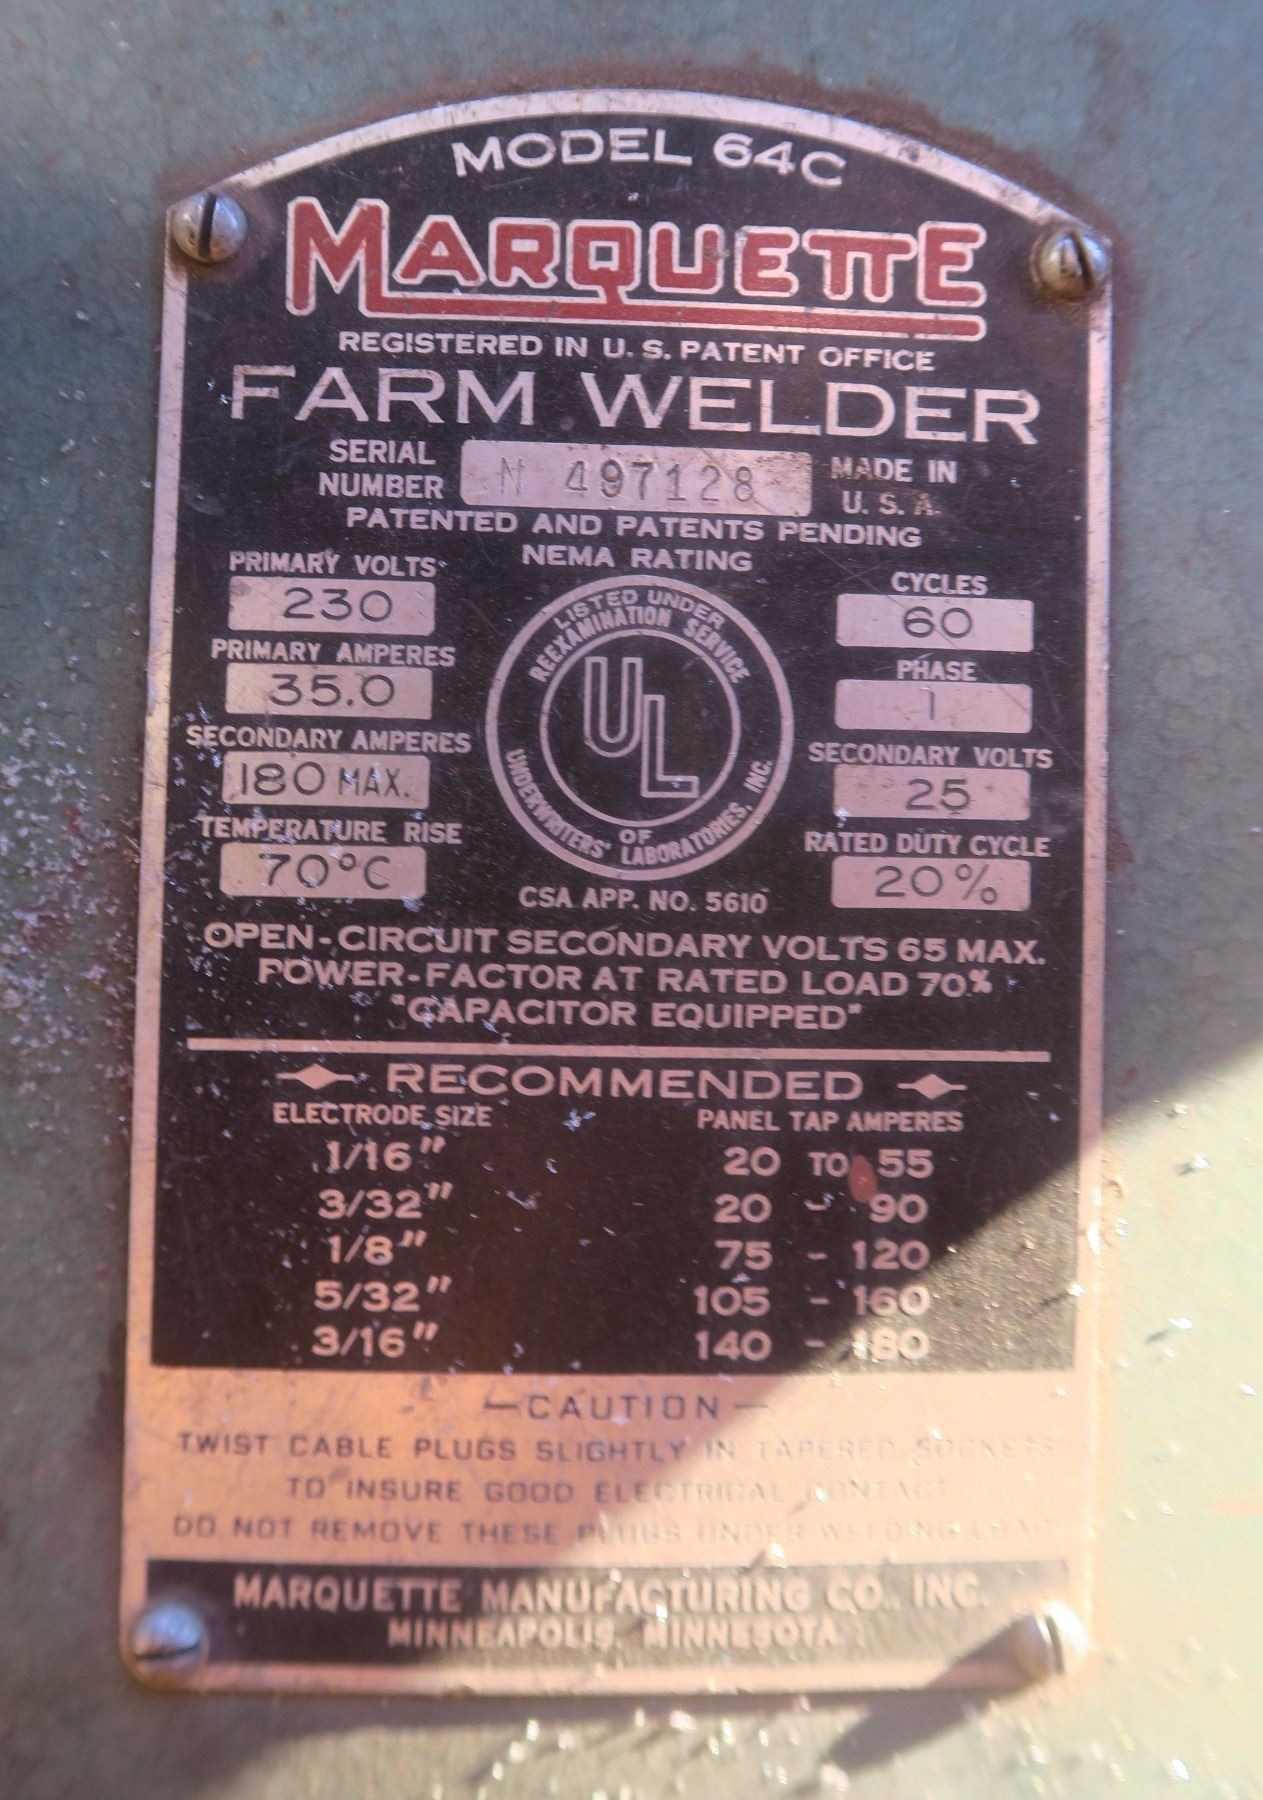 MODEL 64C
MARQUETTE
REGISTERED IN U. S. PATENT OFFICE
FARM WELDER
SERIAL NUMBER N 497128 MADE IN U. S. A.
PATENTED AND PATENTS PENDING
NEMA RATING
PRIMARY VOLTS
230
PRIMARY AMPERES
35.0
SECONDARY AMPERES
180 MAX.
TEMPERATURE RISE
70°C
LISTED UNDER
REEXAMINATION SERVICE
UL
OF
UNDERWRITERS' LABORATORIES, INC.
CSA APP. NO. 5610
CYCLES
60
PHASE
1
SECONDARY VOLTS
25
RATED DUTY CYCLE
20%
OPEN-CIRCUIT SECONDARY VOLTS 65 MAX.
POWER-FACTOR AT RATED LOAD 70%
"CAPACITOR EQUIPPED"
RECOMMENDED
ELECTRODE SIZE PANEL TAP AMPERES
1/16" 20 TO 55
3/32" 20 - 90
1/8" 75 - 120
5/32" 105 - 160
3/16" 140 - 180
—CAUTION—
TWIST CABLE PLUGS SLIGHTLY IN TAPERED SOCKETS
TO INSURE GOOD ELECTRICAL CONTACT
DO NOT REMOVE THESE PLUGS UNDER WELDING LOAD
MARQUETTE MANUFACTURING CO., INC.
MINNEAPOLIS, MINNESOTA